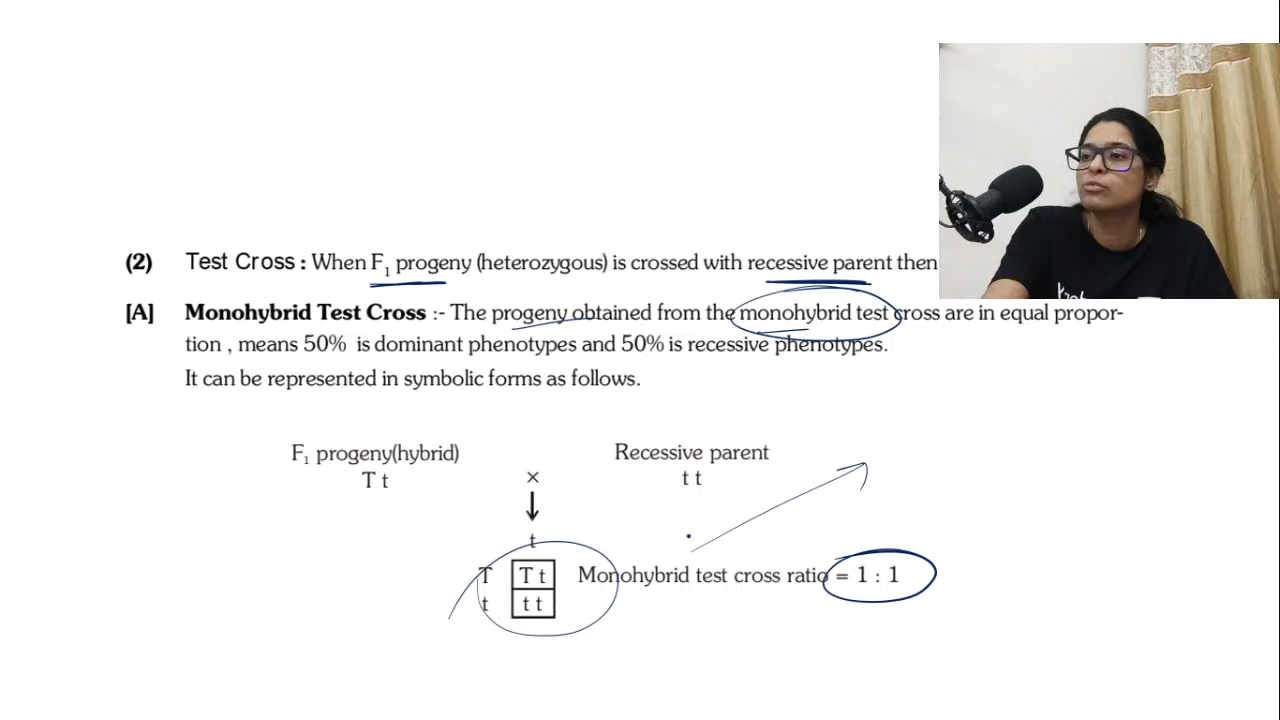 (2) Test Cross : When F₁ progeny (heterozygous) is crossed with recessive parent then
[A] Monohybrid Test Cross :- The progeny obtained from the monohybrid test cross are in equal propor-
tion , means 50% is dominant phenotypes and 50% is recessive phenotypes.
It can be represented in symbolic forms as follows.
F₁ progeny(hybrid) Recessive parent
T t × t t
t
T T t Monohybrid test cross ratio = 1 : 1
t t t